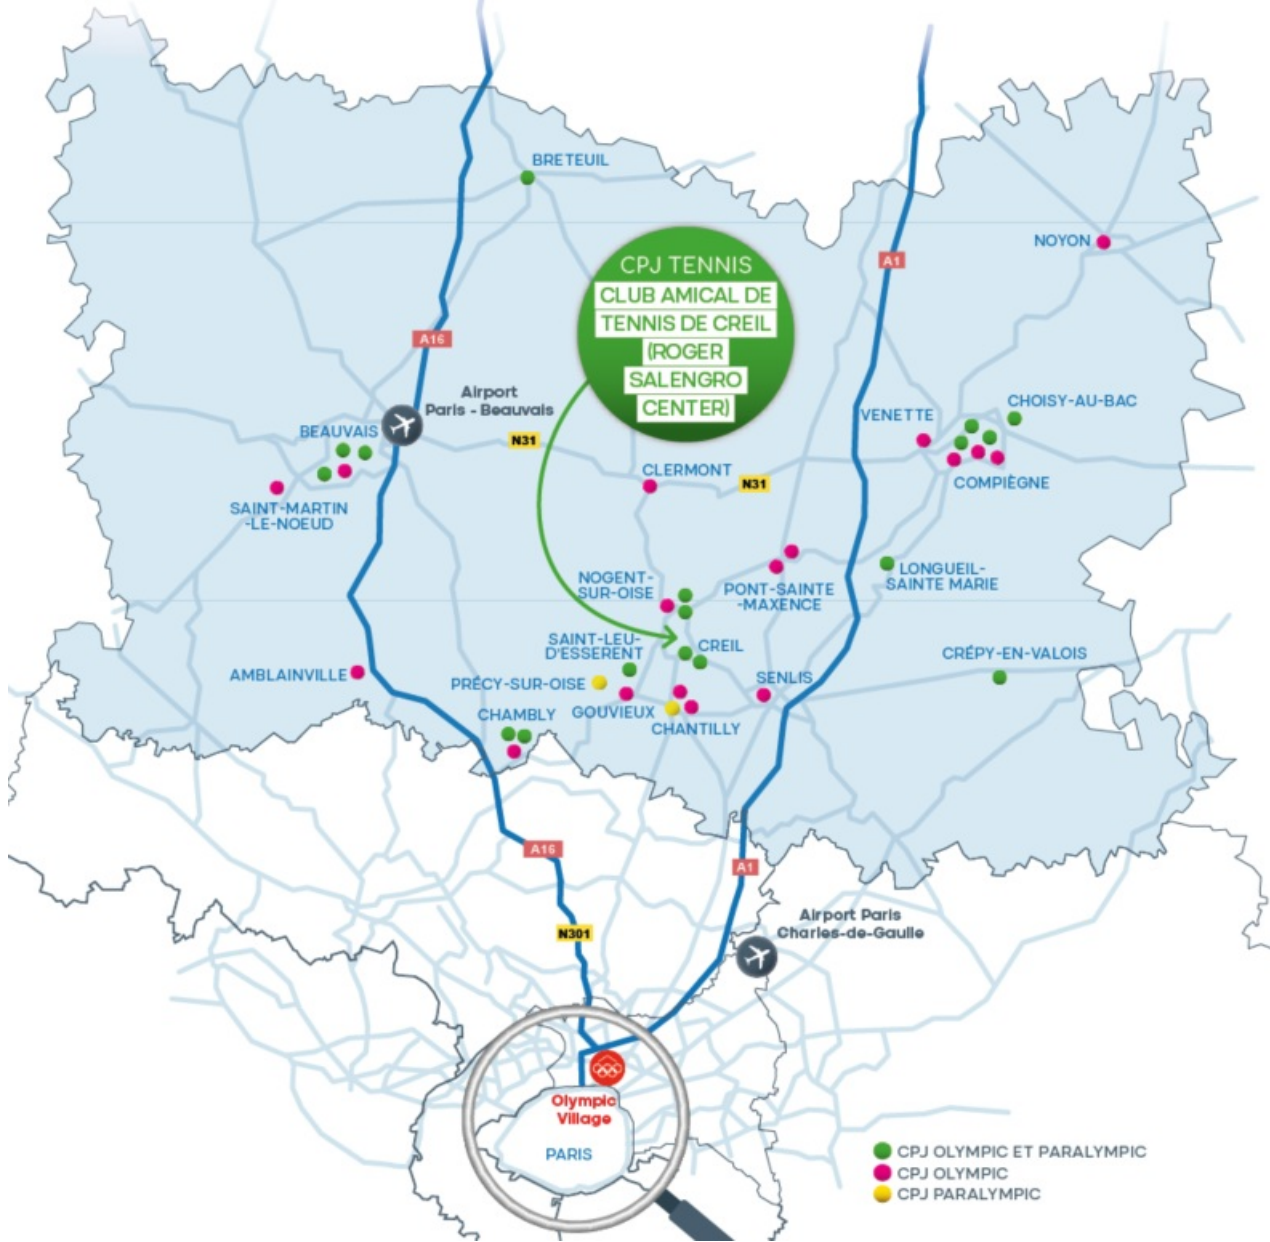 BRETEUIL
NOYON
CPJ TENNIS
CLUB AMICAL DE
TENNIS DE CREIL
(ROGER
SALENGRO
CENTER)
A1
A16
Airport
Paris - Beauvais
BEAUVAIS
N31
VENETTE
CHOISY-AU-BAC
CLERMONT
N31
COMPIÈGNE
SAINT-MARTIN
-LE-NOEUD
NOGENT-
SUR-OISE
PONT-SAINTE
-MAXENCE
LONGUEIL-
SAINTE MARIE
SAINT-LEU-
D'ESSERENT
CREIL
CRÉPY-EN-VALOIS
AMBLAINVILLE
PRÉCY-SUR-OISE
SENLIS
GOUVIEUX
CHAMBLY
CHANTILLY
A16
A1
N301
Airport Paris
Charles-de-Gaulle
Olympic
Village
PARIS
CPJ OLYMPIC ET PARALYMPIC
CPJ OLYMPIC
CPJ PARALYMPIC